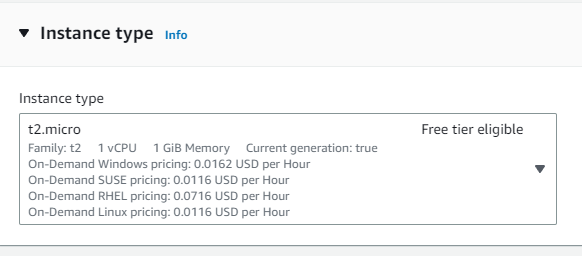 Instance type Info
Instance type
t2.micro Free tier eligible
Family: t2 1 vCPU 1 GiB Memory Current generation: true
On-Demand Windows pricing: 0.0162 USD per Hour
On-Demand SUSE pricing: 0.0116 USD per Hour
On-Demand RHEL pricing: 0.0716 USD per Hour
On-Demand Linux pricing: 0.0116 USD per Hour